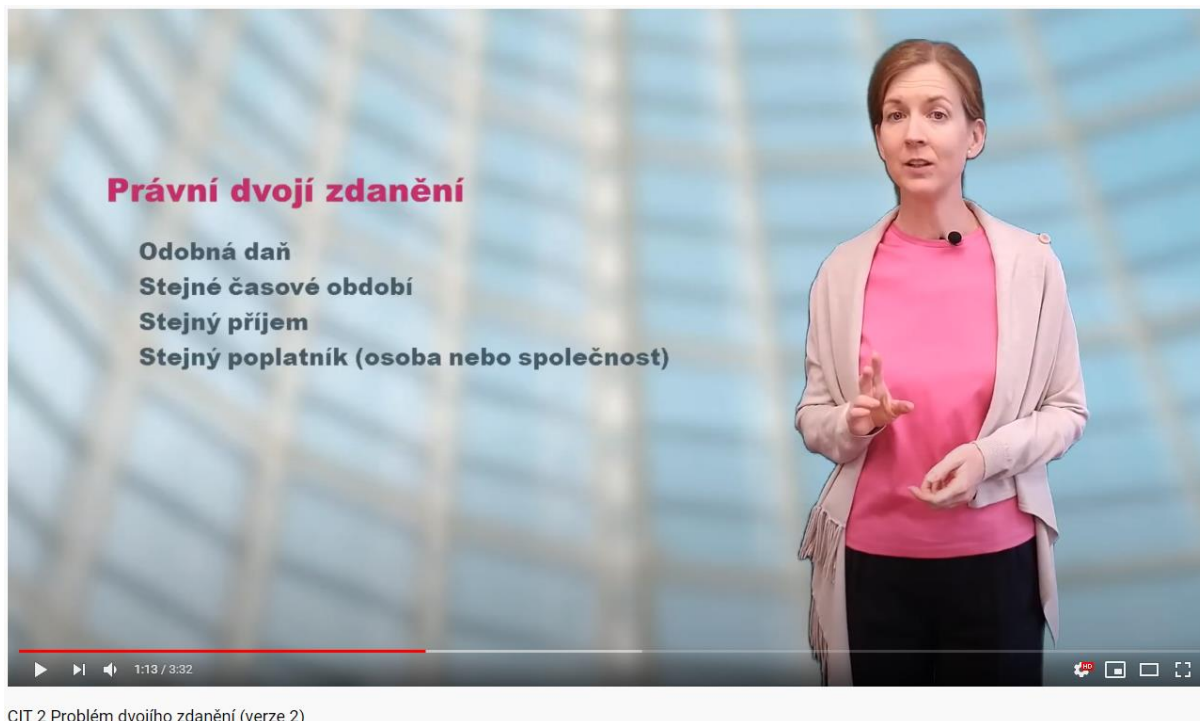 Právní dvojí zdanění
Odobná daň
Stejné časové období
Stejný příjem
Stejný poplatník (osoba nebo společnost)
1:13 / 3:32
HD
CIT 2 Problém dvojího zdanění (verze 2)